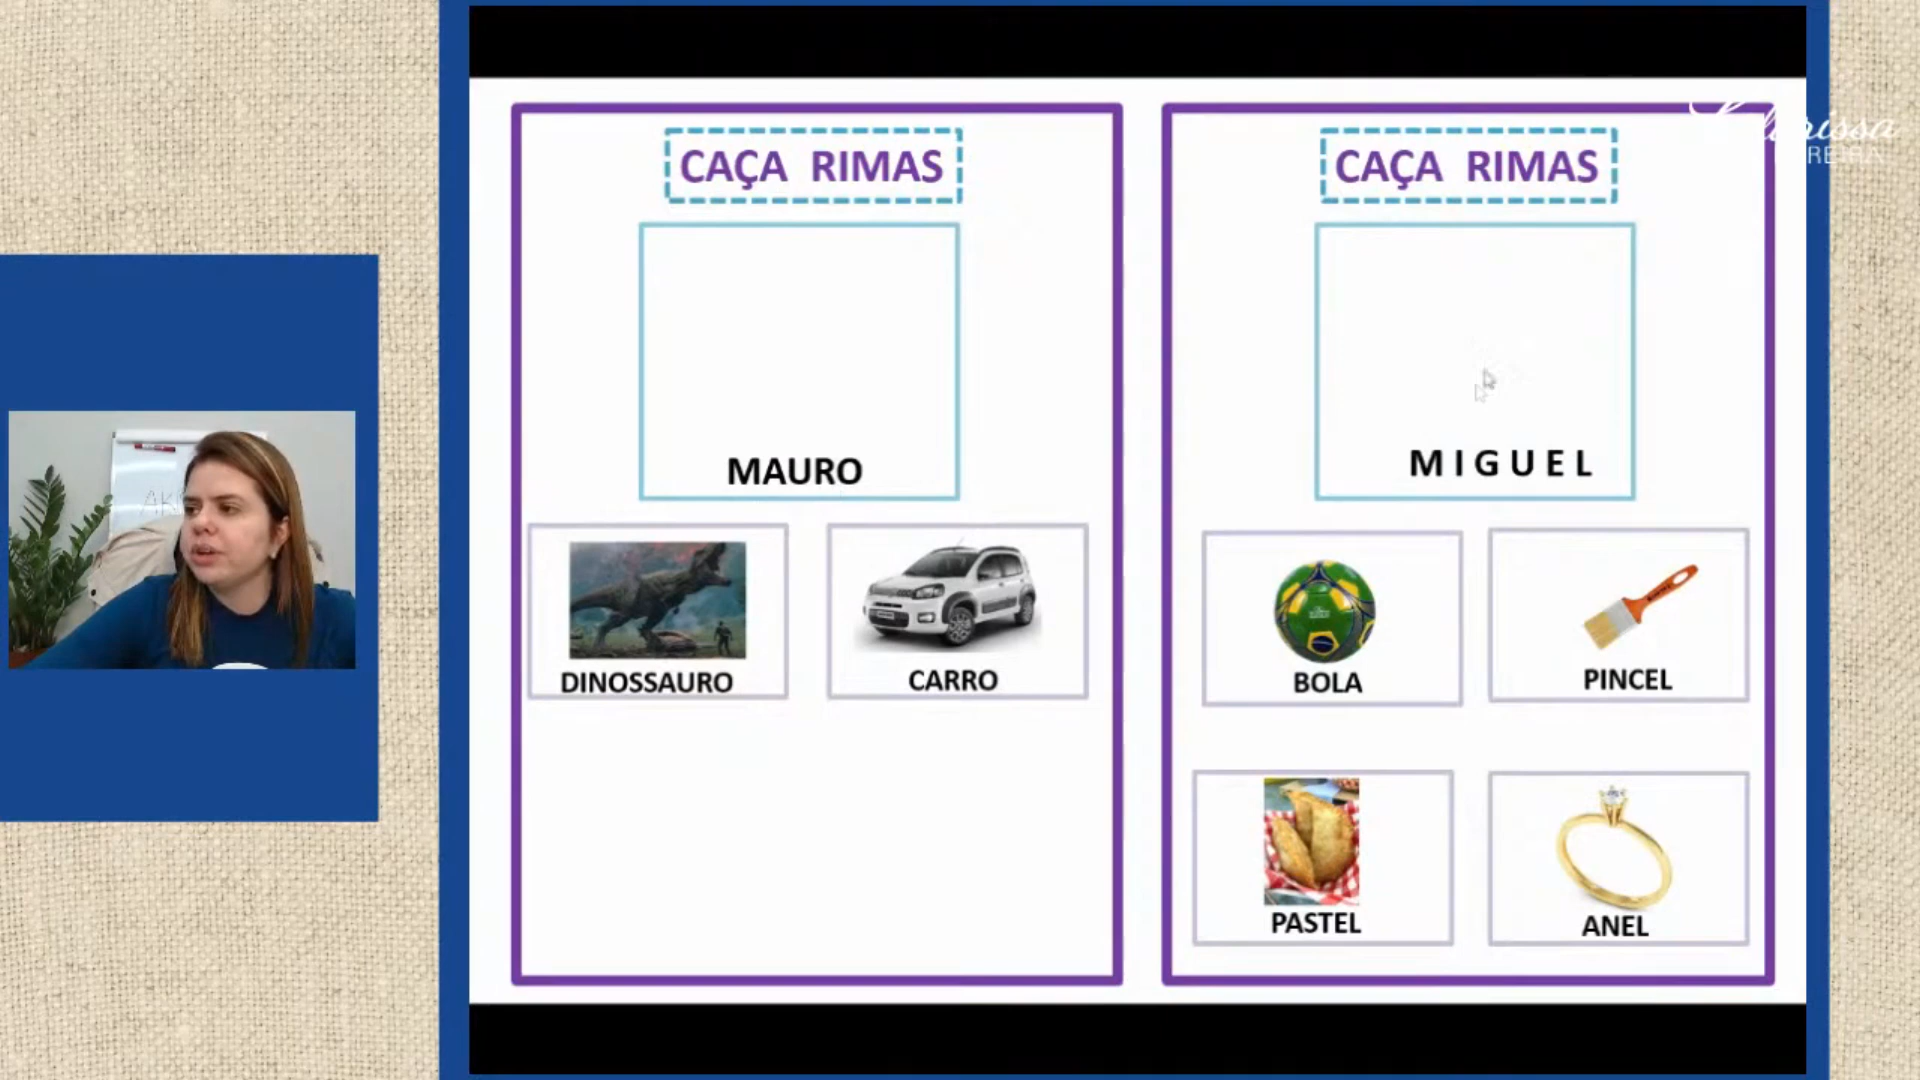 CAÇA RIMAS
MAURO
DINOSSAURO
CARRO
CAÇA RIMAS
MIGUEL
BOLA
PINCEL
PASTEL
ANEL